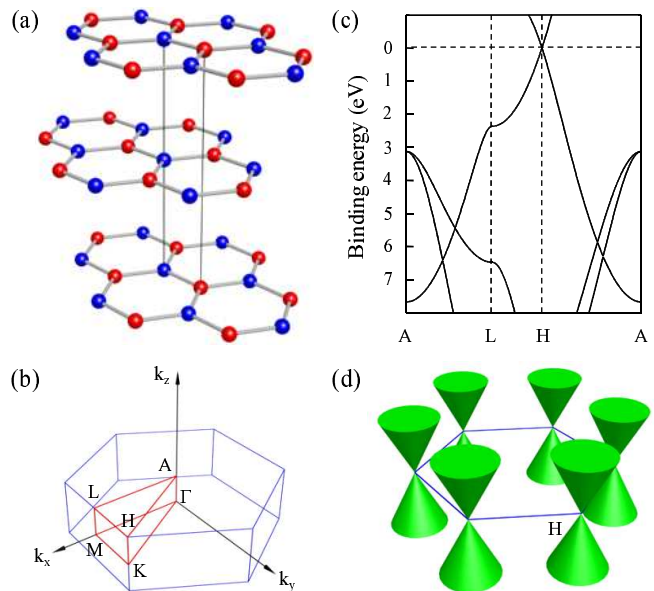 (a)
(c)
Binding energy (eV)
0
1
2
3
4
5
6
7
A
L
H
A
(b)
k_z
A
L
H
Γ
M
K
k_x
k_y
(d)
H